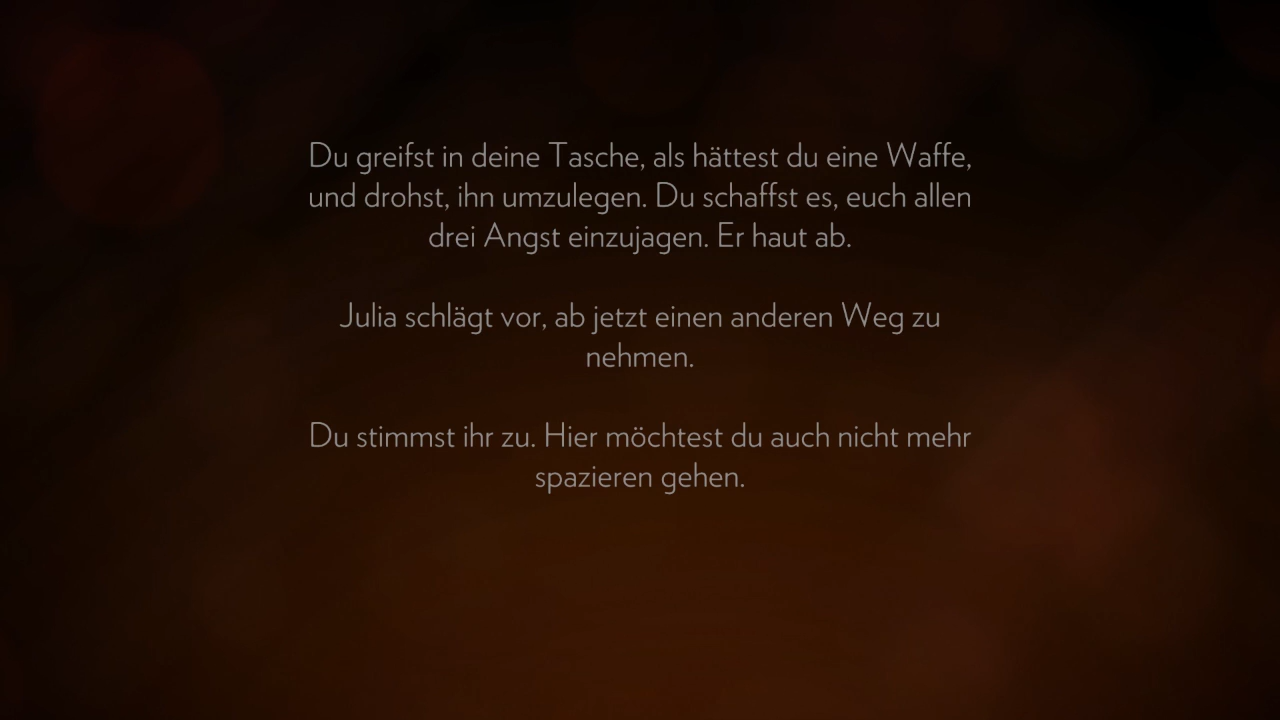 Du greifst in deine Tasche, als hättest du eine Waffe,
und drohst, ihn umzulegen. Du schaffst es, euch allen
drei Angst einzujagen. Er haut ab.
Julia schlägt vor, ab jetzt einen anderen Weg zu
nehmen.
Du stimmst ihr zu. Hier möchtest du auch nicht mehr
spazieren gehen.